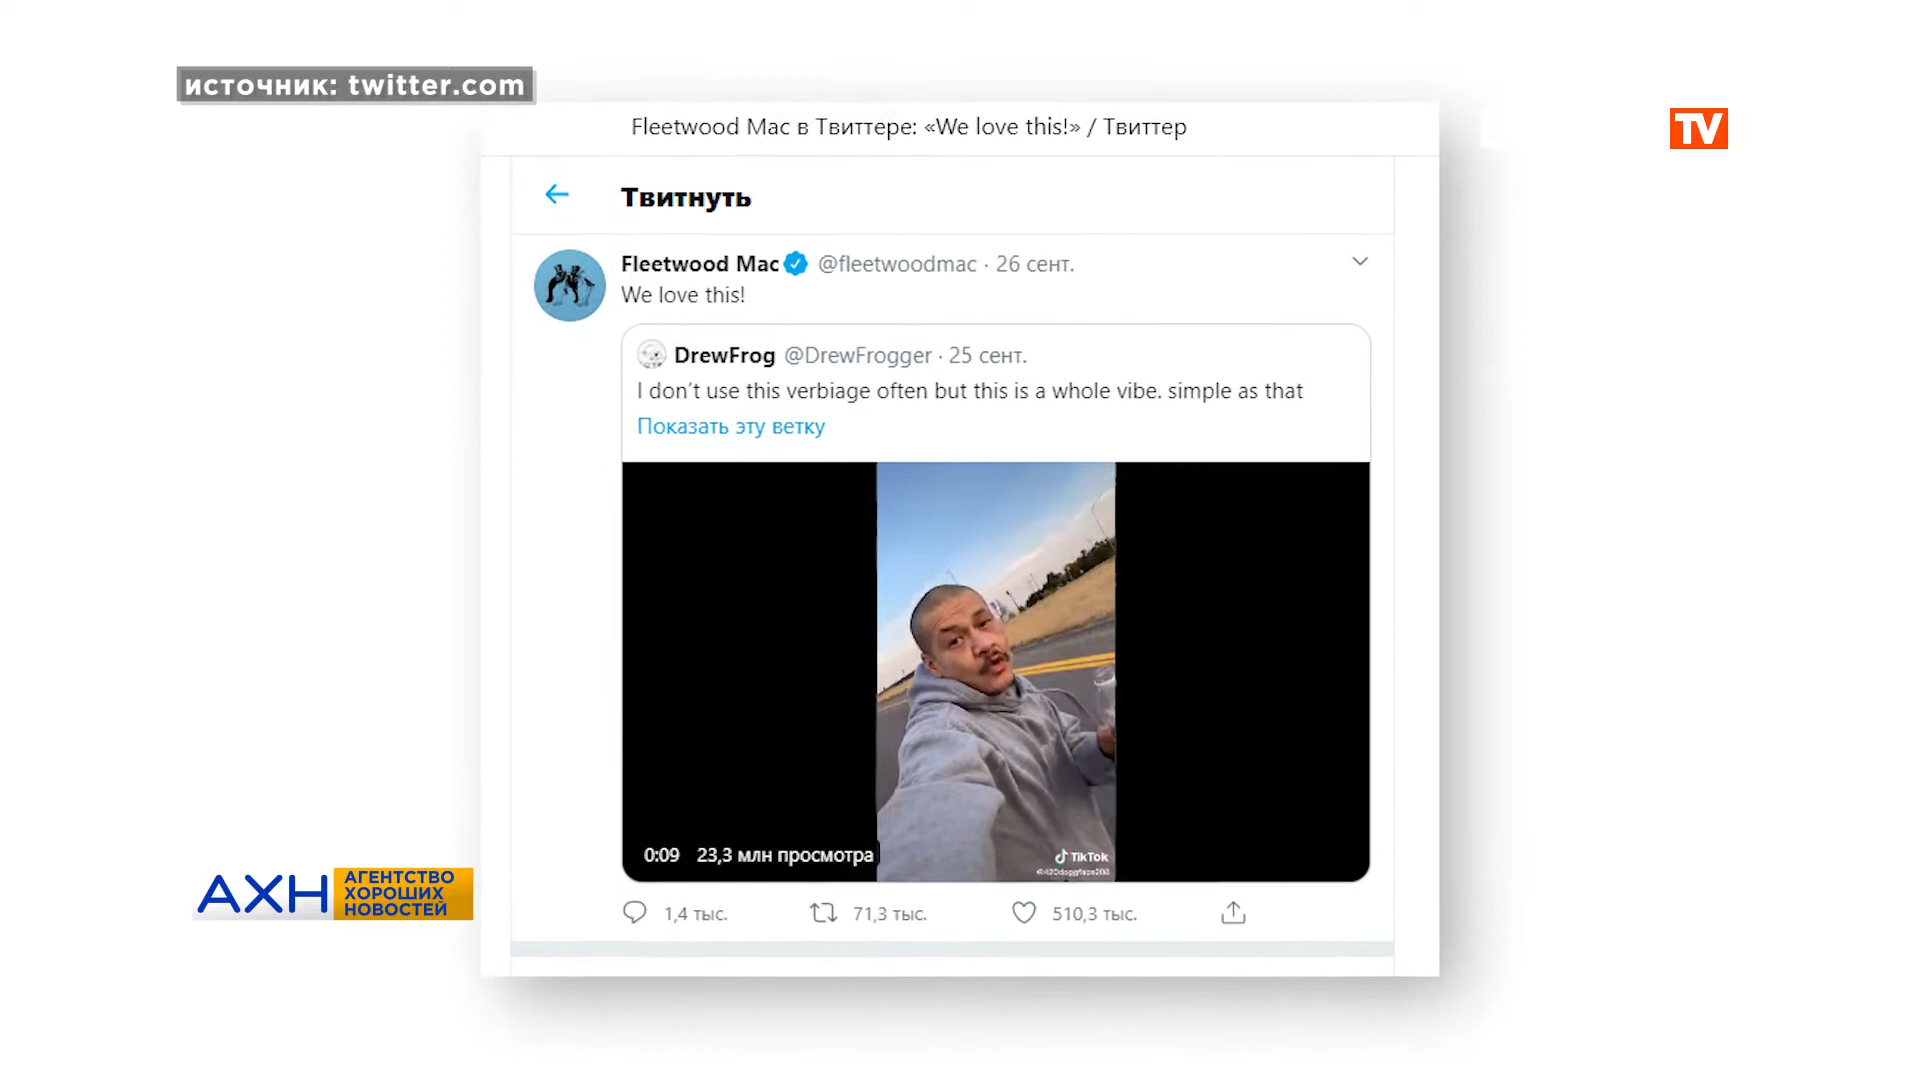 источник: twitter.com
Fleetwood Mac в Твиттере: «We love this!» / Твиттер
TV
Твитнуть
Fleetwood Mac @fleetwoodmac · 26 сент.
We love this!
DrewFrog @DrewFrogger · 25 сент.
I don’t use this verbiage often but this is a whole vibe. simple as that
Показать эту ветку
0:09 23,3 млн просмотра
TikTok
@420doggface208
АХН
АГЕНТСТВО
ХОРОШИХ
НОВОСТЕЙ
1,4 тыс. 71,3 тыс. 510,3 тыс.